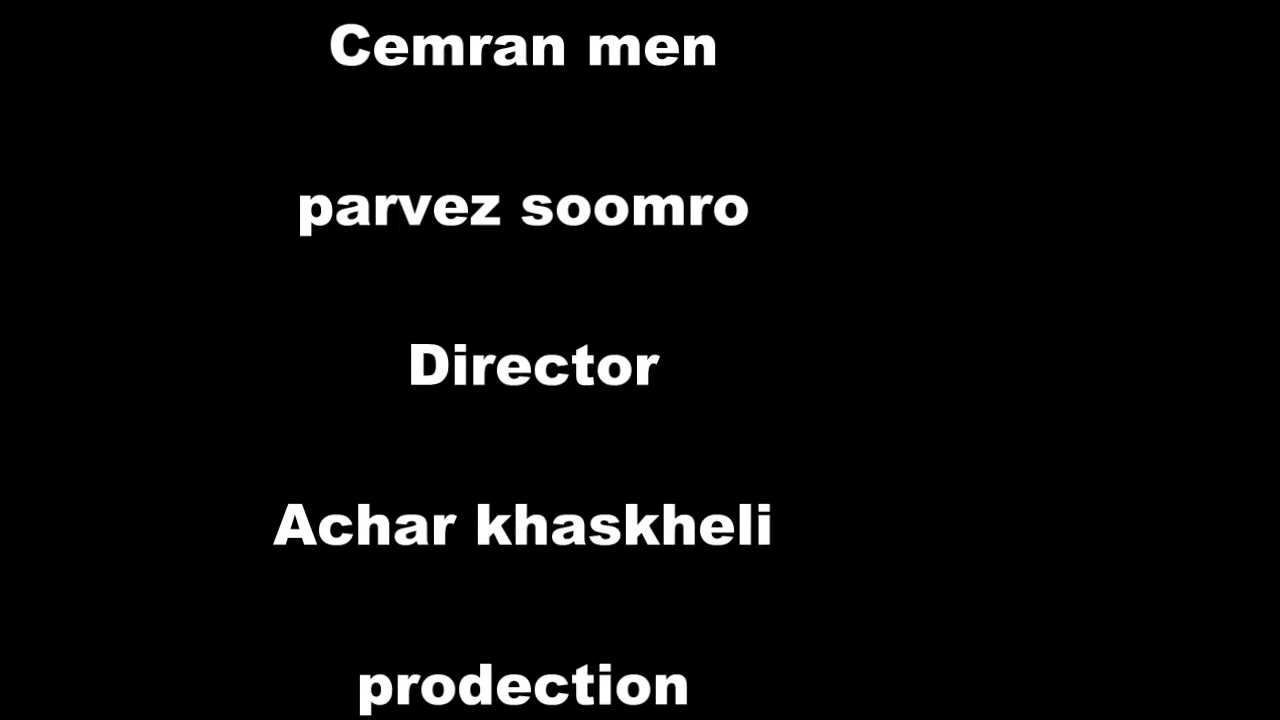 Cemran men
parvez soomro
Director
Achar khaskheli
prodection